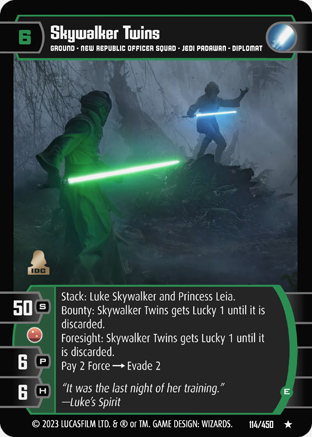 6
Skywalker Twins
GROUND • NEW REPUBLIC OFFICER SQUAD • JEDI PADAWAN • DIPLOMAT
IDC
50 S
6 P
6 H
Stack: Luke Skywalker and Princess Leia.
Bounty: Skywalker Twins gets Lucky 1 until it is
discarded.
Foresight: Skywalker Twins gets Lucky 1 until it
is discarded.
Pay 2 Force → Evade 2
“It was the last night of her training.”
—Luke's Spirit
E
© 2023 LUCASFILM LTD. & ® or TM. GAME DESIGN: WIZARDS.
114/450 ★